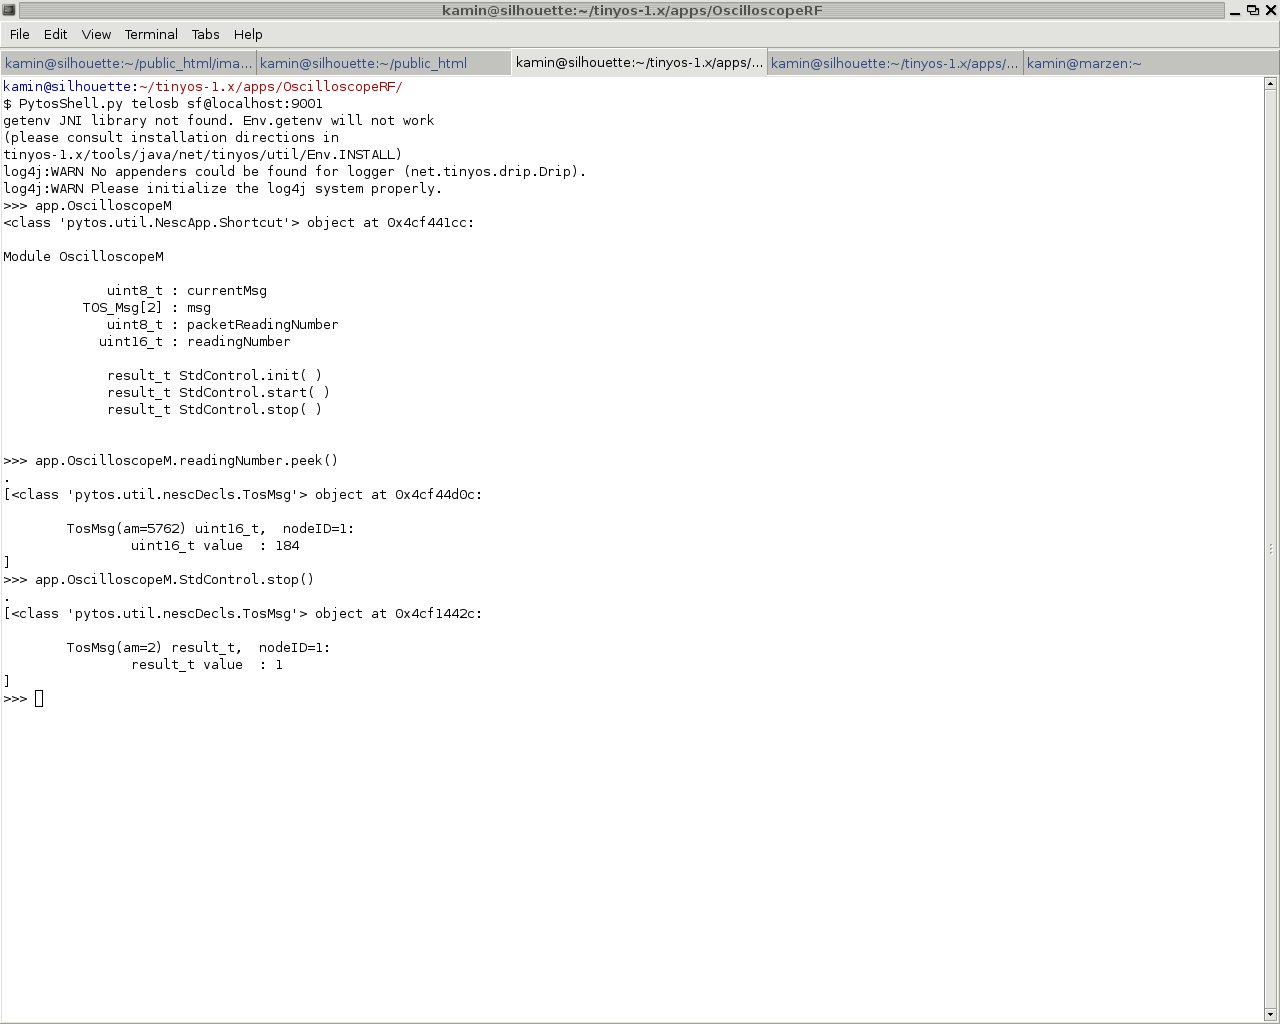 kamin@silhouette:~/tinyos-1.x/apps/OscilloscopeRF
File Edit View Terminal Tabs Help
kamin@silhouette:~/public_html/ima... kamin@silhouette:~/public_html kamin@silhouette:~/tinyos-1.x/apps/... kamin@silhouette:~/tinyos-1.x/apps/... kamin@marzen:~
kamin@silhouette:~/tinyos-1.x/apps/OscilloscopeRF/
$ PytosShell.py telosb sf@localhost:9001
getenv JNI library not found. Env.getenv will not work
(please consult installation directions in
tinyos-1.x/tools/java/net/tinyos/util/Env.INSTALL)
log4j:WARN No appenders could be found for logger (net.tinyos.drip.Drip).
log4j:WARN Please initialize the log4j system properly.
>>> app.OscilloscopeM
<class 'pytos.util.NescApp.Shortcut'> object at 0x4cf441cc:
Module OscilloscopeM
uint8_t : currentMsg
TOS_Msg[2] : msg
uint8_t : packetReadingNumber
uint16_t : readingNumber
result_t StdControl.init( )
result_t StdControl.start( )
result_t StdControl.stop( )
>>> app.OscilloscopeM.readingNumber.peek()
.
[<class 'pytos.util.nescDecls.TosMsg'> object at 0x4cf44d0c:
TosMsg(am=5762) uint16_t,  nodeID=1:
uint16_t value  : 184
]
>>> app.OscilloscopeM.StdControl.stop()
.
[<class 'pytos.util.nescDecls.TosMsg'> object at 0x4cf1442c:
TosMsg(am=2) result_t,  nodeID=1:
result_t value  : 1
]
>>>